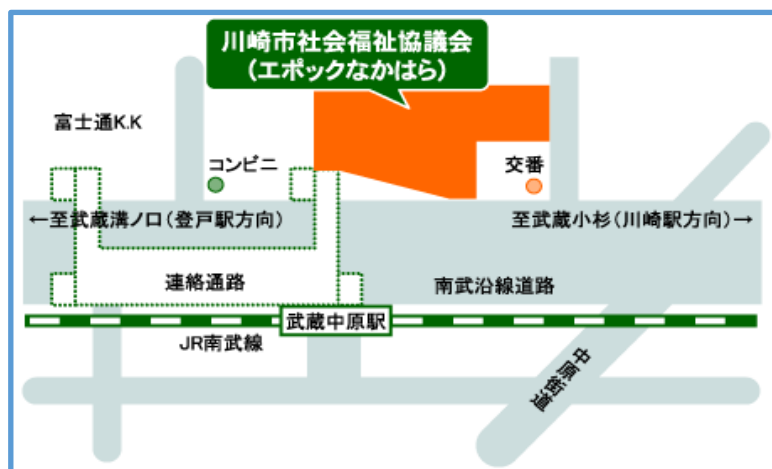 川崎市社会福祉協議会
(エポックなかはら)
富士通K.K
コンビニ
交番
←至武蔵溝ノ口(登戸駅方向)
至武蔵小杉(川崎駅方向)→
連絡通路
南武沿線道路
武蔵中原駅
JR南武線
中原街道